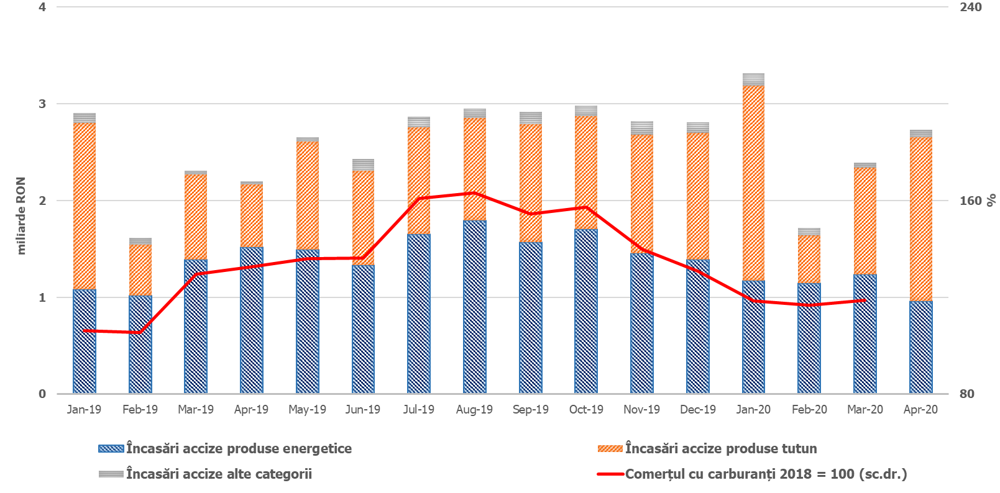 4
3
2
1
0
miliarde RON
240
160
80
%
Jan-19 Feb-19 Mar-19 Apr-19 May-19 Jun-19 Jul-19 Aug-19 Sep-19 Oct-19 Nov-19 Dec-19 Jan-20 Feb-20 Mar-20 Apr-20
Încasări accize produse energetice
Încasări accize produse tutun
Încasări accize alte categorii
Comerțul cu carburanți 2018 = 100 (sc.dr.)